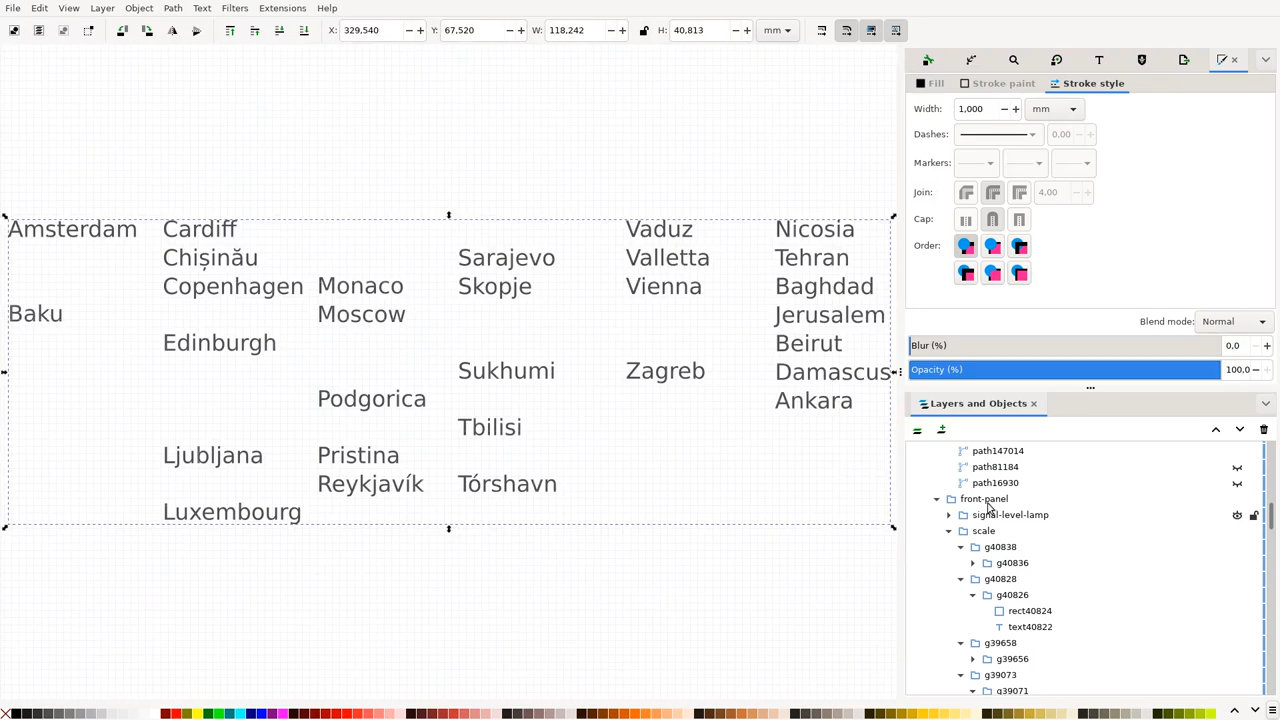 File Edit View Layer Object Path Text Filters Extensions Help
X: 329,540 Y: 67,520 W: 118,242 H: 40,813 mm
Fill Stroke paint Stroke style
Width: 1,000 mm
Dashes: 0.00
Markers:
Join: 4,00
Cap:
Order:
Blend mode: Normal
Blur (%) 0,0
Opacity (%) 100,0
Layers and Objects
path147014
path81184
path16930
front-panel
signal-level-lamp
scale
g40838
g40836
g40828
g40826
rect40824
text40822
g39658
g39656
g39073
g39071
Amsterdam Cardiff Vaduz Nicosia
Chișinău Sarajevo Valletta Tehran
Copenhagen Monaco Skopje Vienna Baghdad
Baku Moscow Jerusalem
Edinburgh Beirut
Sukhumi Zagreb Damascus
Podgorica Ankara
Tbilisi
Ljubljana Pristina
Reykjavík Tórshavn
Luxembourg